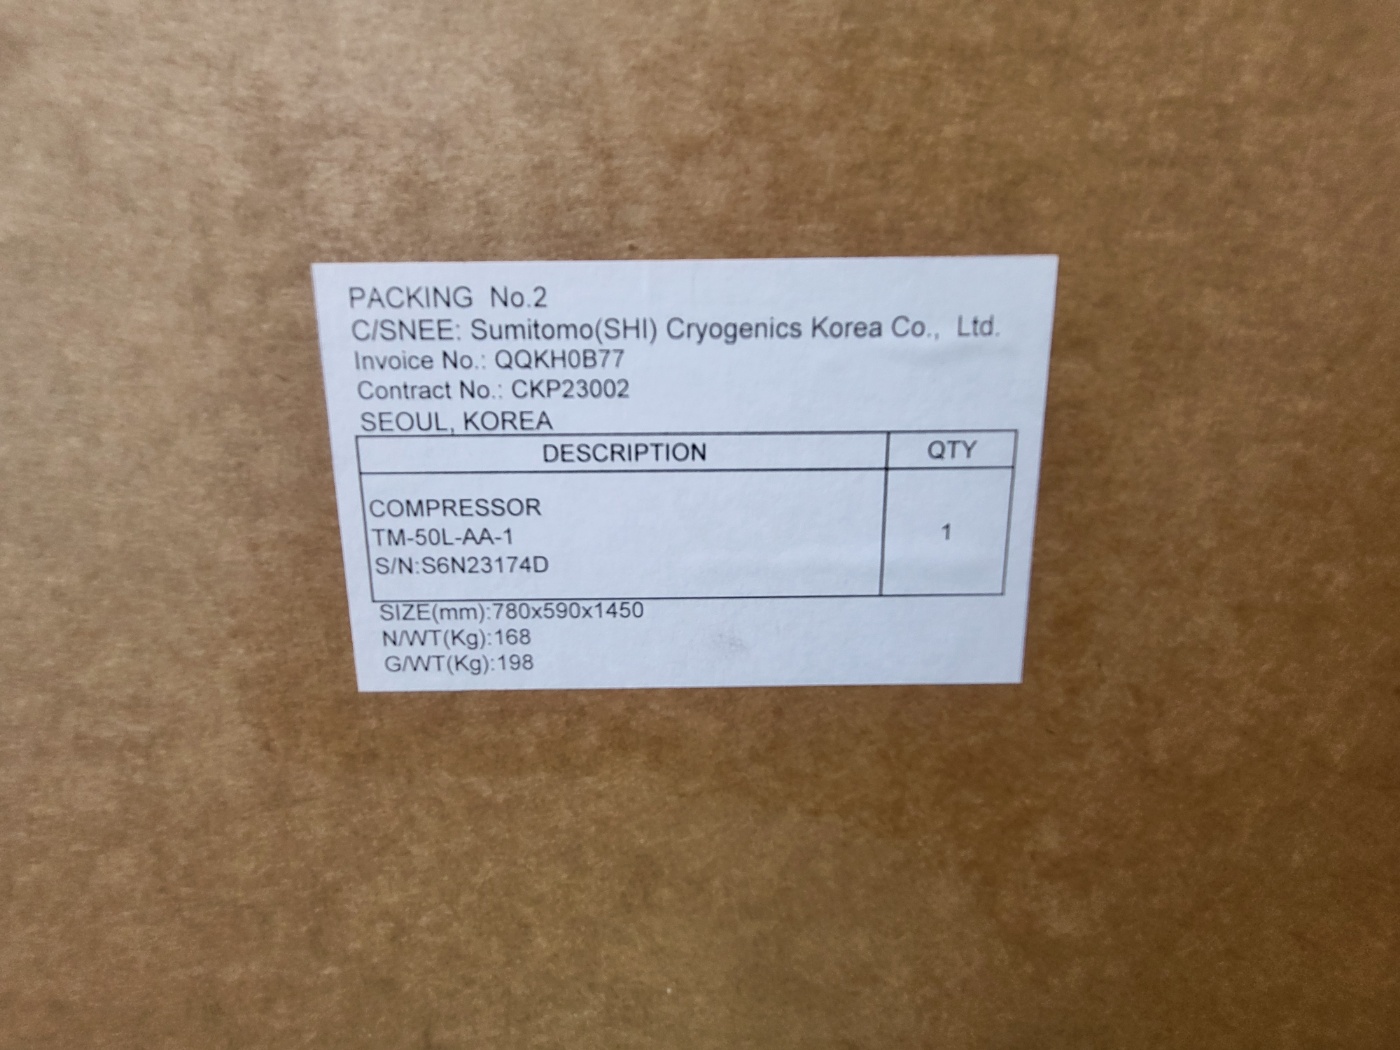 PACKING No.2
C/SNEE: Sumitomo(SHI) Cryogenics Korea Co., Ltd.
Invoice No.: QQKH0B77
Contract No.: CKP23002
SEOUL, KOREA
DESCRIPTION QTY
COMPRESSOR
TM-50L-AA-1
1
S/N:S6N23174D
SIZE(mm):780x590x1450
N/WT(Kg):168
G/WT(Kg):198